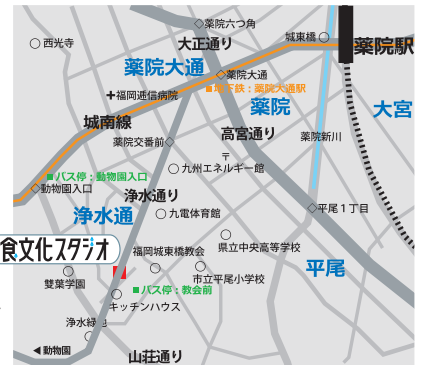 薬院六つ角
西光寺
大正通り
城東橋
薬院駅
薬院大通
薬院大通
地下鉄：薬院大通駅
福岡逓信病院
薬院
大宮
城南線
高宮通り
薬院交番前
薬院新川
〒
九州エネルギー館
バス停：動物園入口
動物園入口
浄水通り
浄水通
九電体育館
平尾１丁目
食文化スタジオ
福岡城東橋教会
県立中央高等学校
平尾
双葉学園
市立平尾小学校
バス停：教会前
キッチンハウス
浄水緑
動物園
山荘通り